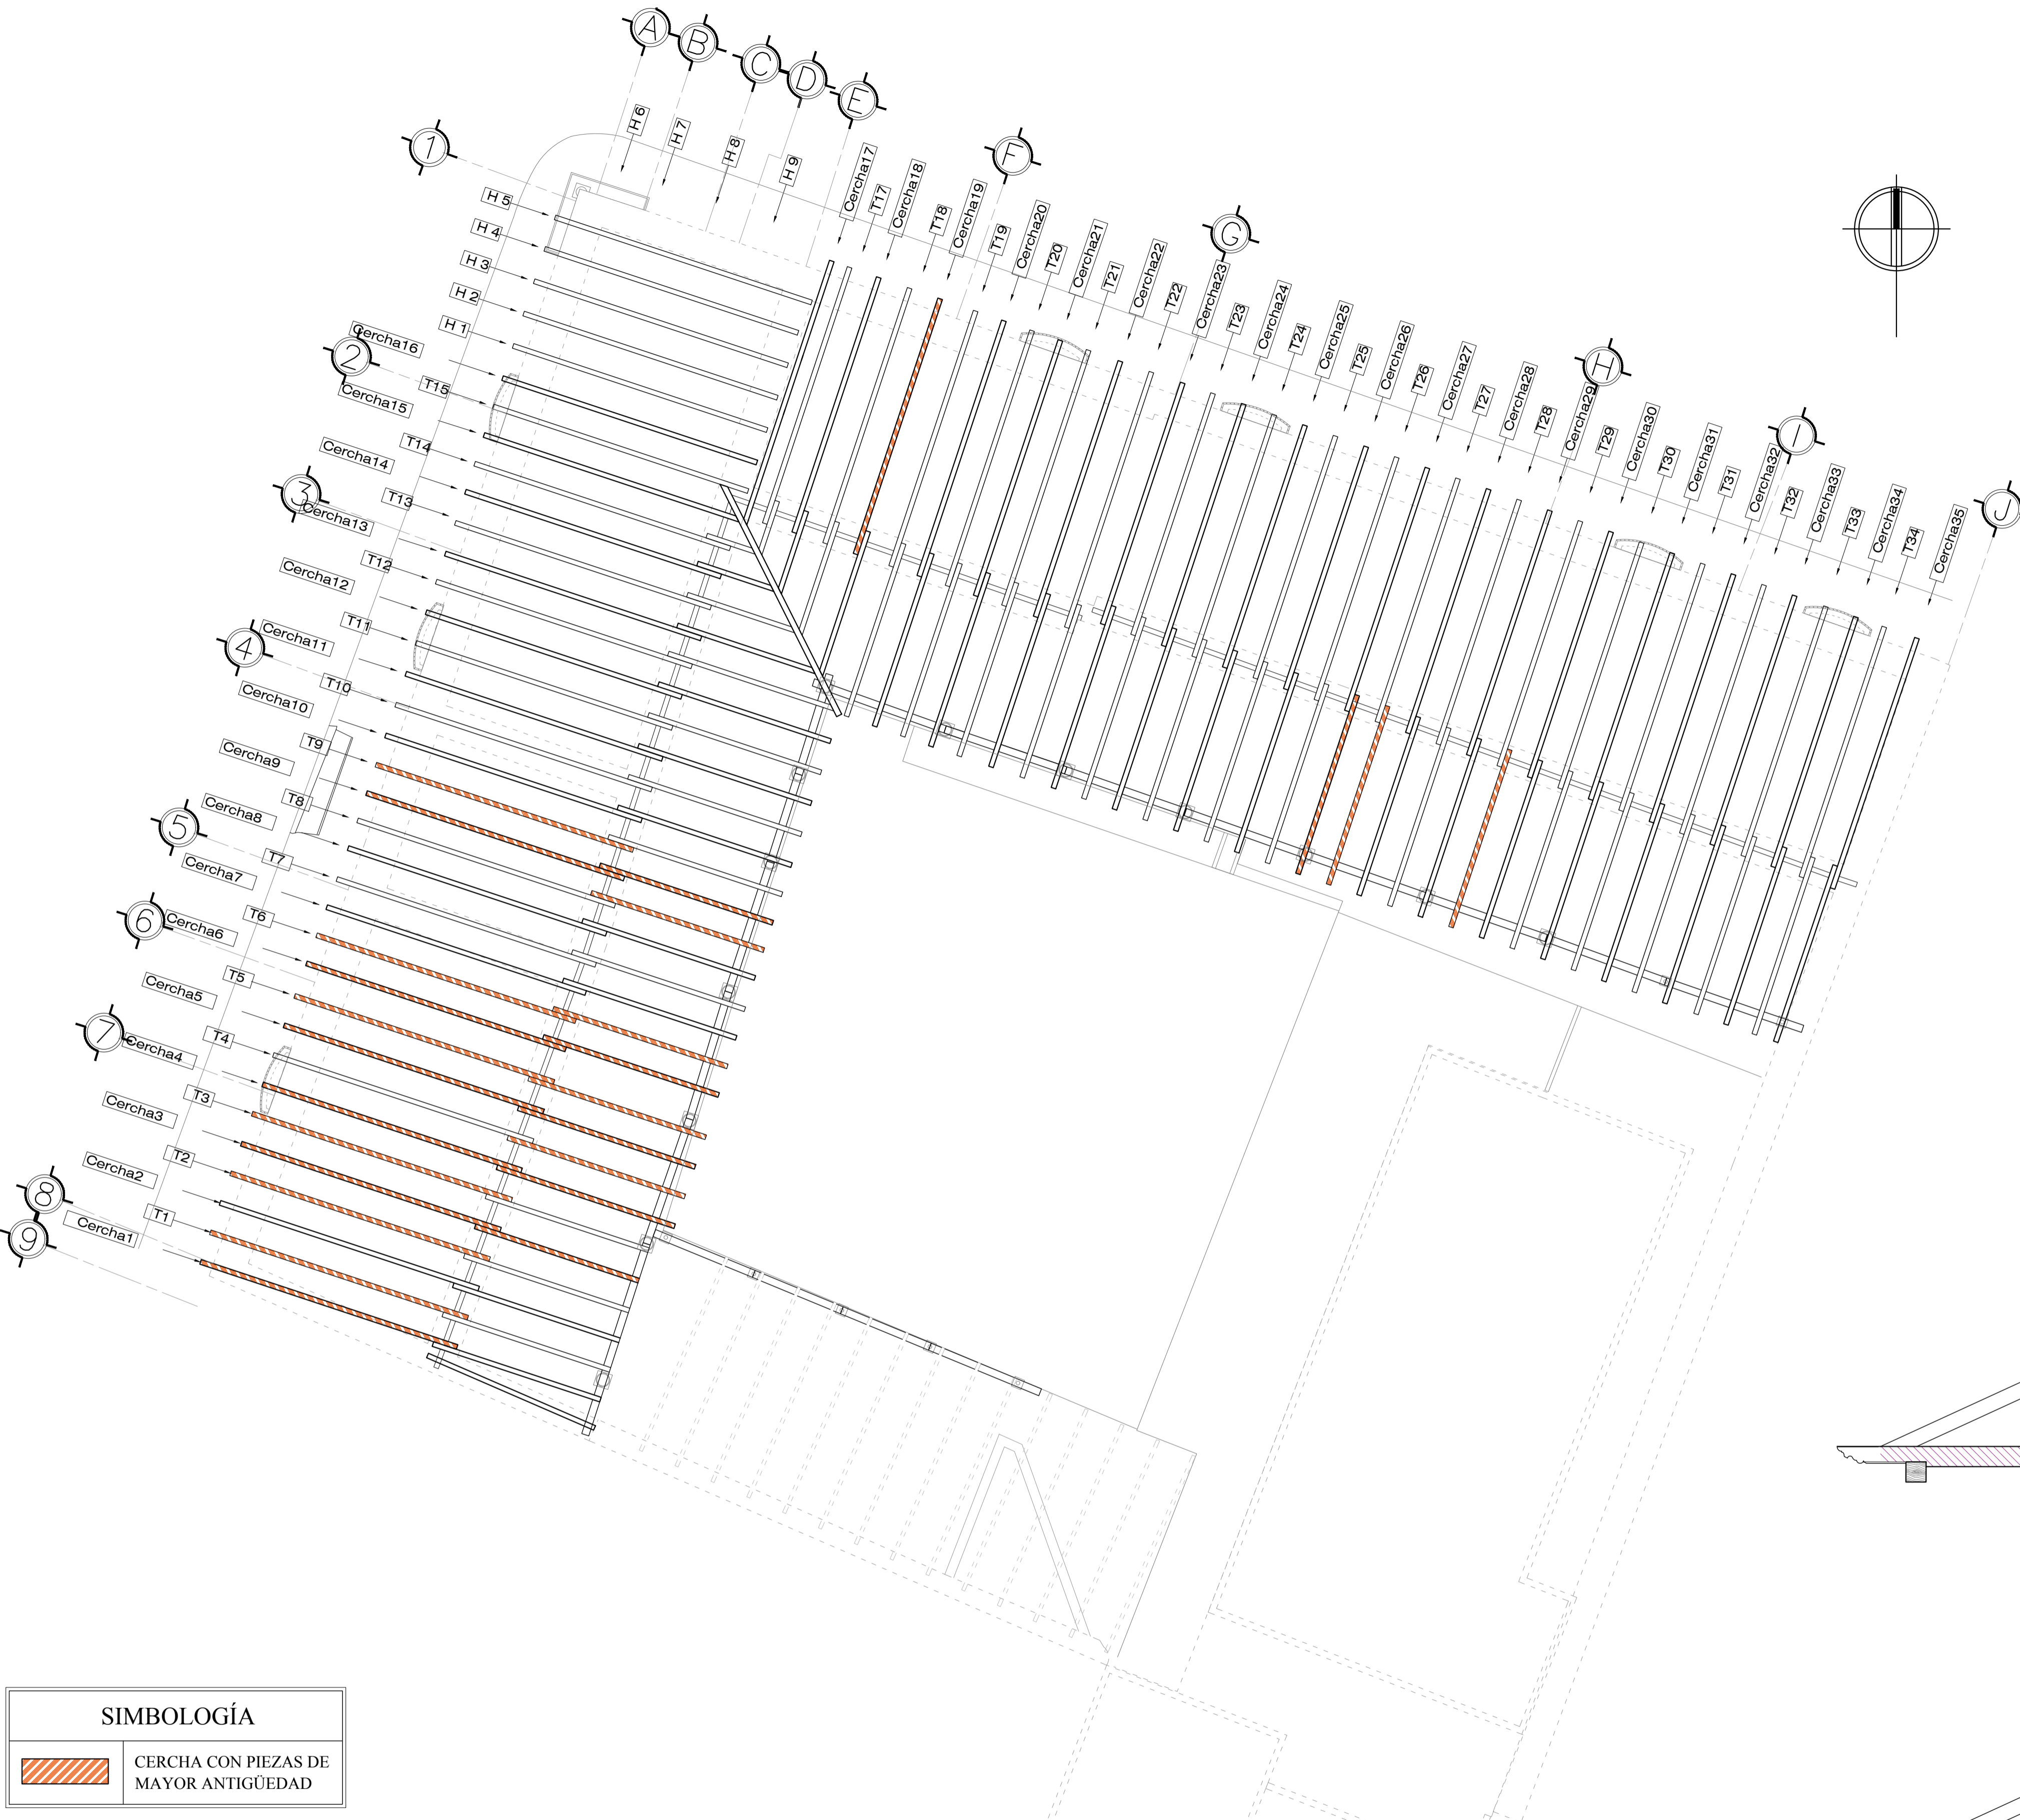 A
B
C
D
E
F
G
H
I
J
1
2
3
4
5
6
7
8
9
H 6
H 7
H 8
H 9
Cercha17
T17
Cercha18
T18
Cercha19
T19
Cercha20
T20
Cercha21
T21
Cercha22
T22
Cercha23
T23
Cercha24
T24
Cercha25
T25
Cercha26
T26
Cercha27
T27
Cercha28
T28
Cercha29
T29
Cercha30
T30
Cercha31
T31
Cercha32
T32
Cercha33
T33
Cercha34
T34
Cercha35
H 5
H 4
H 3
H 2
H 1
Cercha16
T15
Cercha15
T14
Cercha14
T13
Cercha13
T12
Cercha12
T11
Cercha11
T10
Cercha10
T9
Cercha9
T8
Cercha8
T7
Cercha7
T6
Cercha6
T5
Cercha5
T4
Cercha4
T3
Cercha3
T2
Cercha2
T1
Cercha1
SIMBOLOGÍA
CERCHA CON PIEZAS DE
MAYOR ANTIGÜEDAD